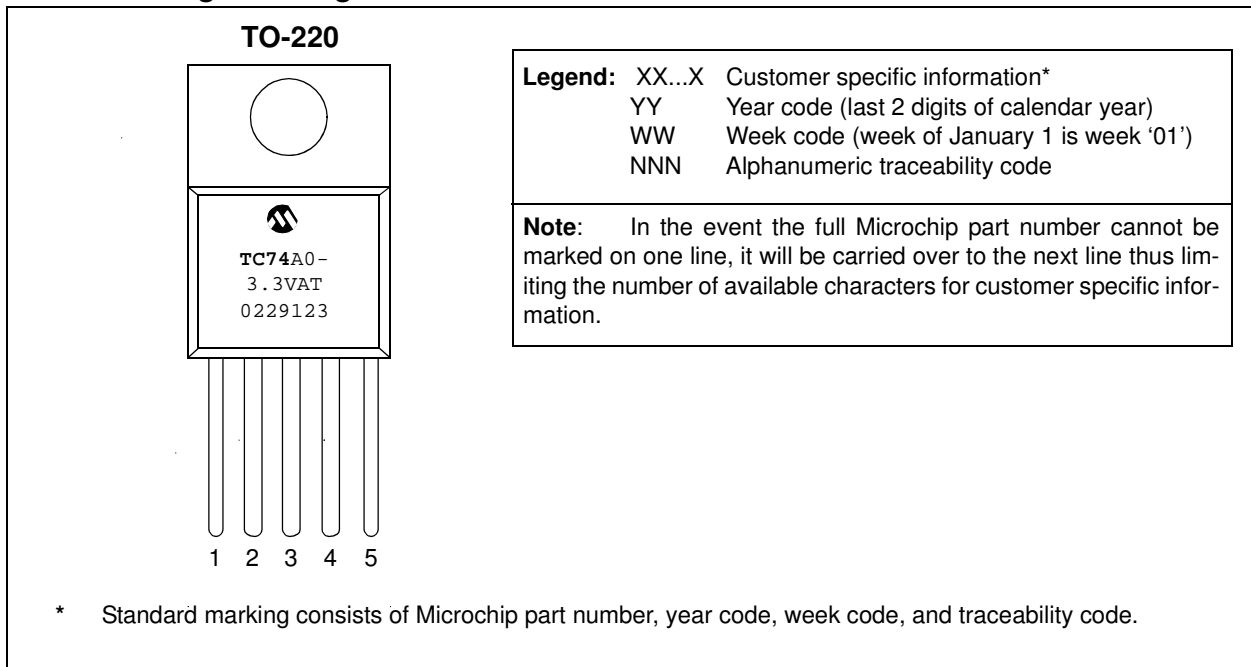 TO-220
TC74A0-
3.3VAT
0229123
1 2 3 4 5
Legend: XX...X Customer specific information*
YY Year code (last 2 digits of calendar year)
WW Week code (week of January 1 is week ‘01’)
NNN Alphanumeric traceability code
Note: In the event the full Microchip part number cannot be
marked on one line, it will be carried over to the next line thus lim-
iting the number of available characters for customer specific infor-
mation.
* Standard marking consists of Microchip part number, year code, week code, and traceability code.